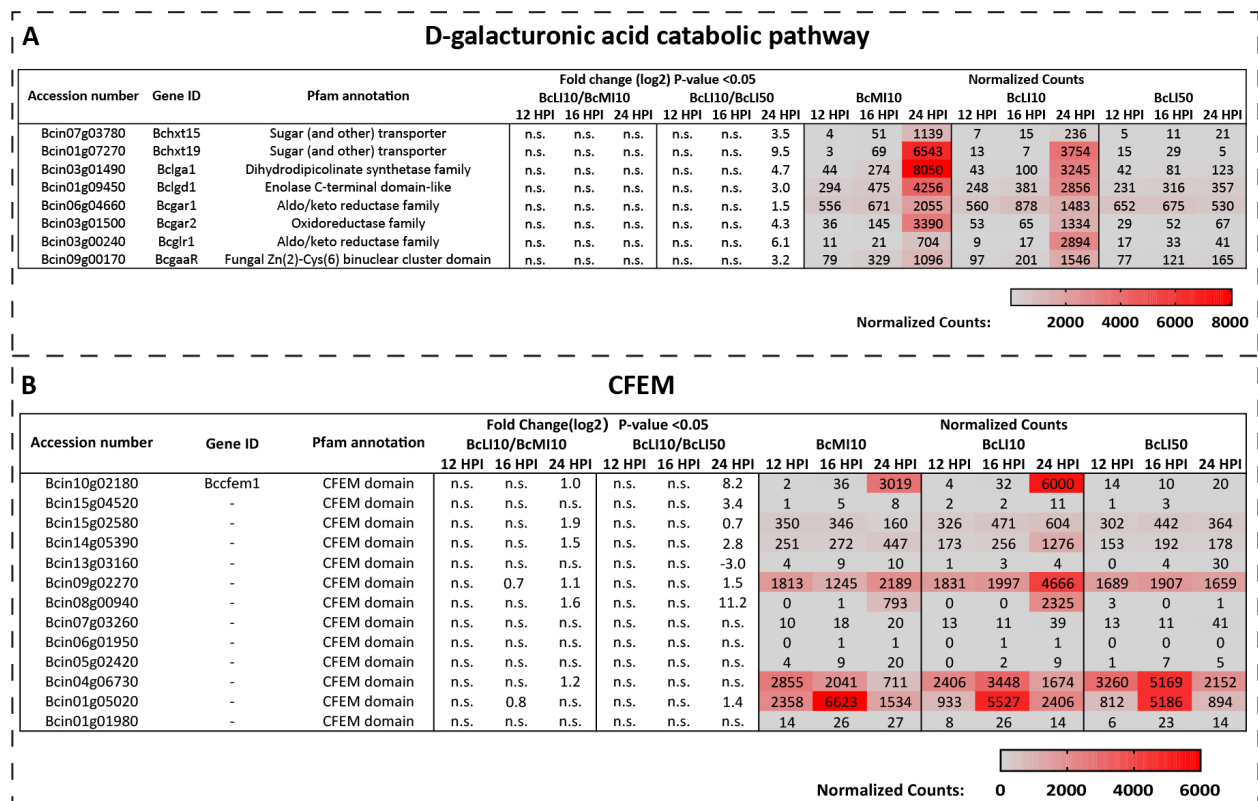 A
D-galacturonic acid catabolic pathway
Fold change (log2) P-value <0.05 Normalized Counts
Accession number Gene ID Pfam annotation BcLI10/BcMI10 BcLI10/BcLI50 BcMI10 BcLI10 BcLI50
12 HPI 16 HPI 24 HPI 12 HPI 16 HPI 24 HPI 12 HPI 16 HPI 24 HPI 12 HPI 16 HPI 24 HPI 12 HPI 16 HPI 24 HPI
Bcin07g03780 Bchxt15 Sugar (and other) transporter n.s. n.s. n.s. n.s. n.s. 3.5 4 51 1139 7 15 236 5 11 21
Bcin01g07270 Bchxt19 Sugar (and other) transporter n.s. n.s. n.s. n.s. n.s. 9.5 3 69 6543 13 7 3754 15 29 5
Bcin03g01490 Bclga1 Dihydrodipicolinate synthetase family n.s. n.s. n.s. n.s. n.s. 4.7 44 274 8050 43 100 3245 42 81 123
Bcin01g09450 Bclgd1 Enolase C-terminal domain-like n.s. n.s. n.s. n.s. n.s. 3.0 294 475 4256 248 381 2856 231 316 357
Bcin06g04660 Bcgar1 Aldo/keto reductase family n.s. n.s. n.s. n.s. n.s. 1.5 556 671 2055 560 878 1483 652 675 530
Bcin03g01500 Bcgar2 Oxidoreductase family n.s. n.s. n.s. n.s. n.s. 4.3 36 145 3390 53 65 1334 29 52 67
Bcin03g00240 Bcglr1 Aldo/keto reductase family n.s. n.s. n.s. n.s. n.s. 6.1 11 21 704 9 17 2894 17 33 41
Bcin09g00170 BcgaaR Fungal Zn(2)-Cys(6) binuclear cluster domain n.s. n.s. n.s. n.s. n.s. 3.2 79 329 1096 97 201 1546 77 121 165
Normalized Counts: 2000 4000 6000 8000
B
CFEM
Fold Change(log2) P-value <0.05 Normalized Counts
Accession number Gene ID Pfam annotation BcLI10/BcMI10 BcLI10/BcLI50 BcMI10 BcLI10 BcLI50
12 HPI 16 HPI 24 HPI 12 HPI 16 HPI 24 HPI 12 HPI 16 HPI 24 HPI 12 HPI 16 HPI 24 HPI 12 HPI 16 HPI 24 HPI
Bcin10g02180 Bccfem1 CFEM domain n.s. n.s. 1.0 n.s. n.s. 8.2 2 36 3019 4 32 6000 14 10 20
Bcin15g04520 - CFEM domain n.s. n.s. n.s. n.s. n.s. 3.4 1 5 8 2 2 11 1 3
Bcin15g02580 - CFEM domain n.s. n.s. 1.9 n.s. n.s. 0.7 350 346 160 326 471 604 302 442 364
Bcin14g05390 - CFEM domain n.s. n.s. 1.5 n.s. n.s. 2.8 251 272 447 173 256 1276 153 192 178
Bcin13g03160 - CFEM domain n.s. n.s. n.s. n.s. n.s. -3.0 4 9 10 1 3 4 0 4 30
Bcin09g02270 - CFEM domain n.s. 0.7 1.1 n.s. n.s. 1.5 1813 1245 2189 1831 1997 4666 1689 1907 1659
Bcin08g00940 - CFEM domain n.s. n.s. 1.6 n.s. n.s. 11.2 0 1 793 0 0 2325 3 0 1
Bcin07g03260 - CFEM domain n.s. n.s. n.s. n.s. n.s. n.s. 10 18 20 13 11 39 13 11 41
Bcin06g01950 - CFEM domain n.s. n.s. n.s. n.s. n.s. n.s. 0 1 1 0 1 1 0 0 0
Bcin05g02420 - CFEM domain n.s. n.s. n.s. n.s. n.s. n.s. 4 9 20 0 2 9 1 7 5
Bcin04g06730 - CFEM domain n.s. n.s. 1.2 n.s. n.s. n.s. 2855 2041 711 2406 3448 1674 3260 5169 2152
Bcin01g05020 - CFEM domain n.s. 0.8 n.s. n.s. n.s. 1.4 2358 6623 1534 933 5527 2406 812 5186 894
Bcin01g01980 - CFEM domain n.s. n.s. n.s. n.s. n.s. n.s. 14 26 27 8 26 14 6 23 14
Normalized Counts: 0 2000 4000 6000